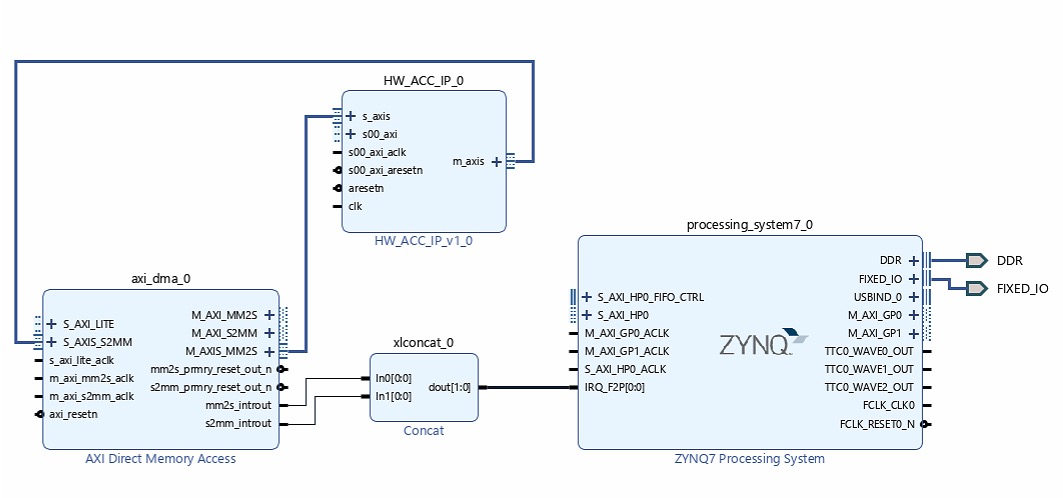 HW_ACC_IP_0
s_axis
s00_axi
s00_axi_aclk
s00_axi_aresetn
aresetn
clk
m_axis
HW_ACC_IP_v1_0
axi_dma_0
S_AXI_LITE
S_AXIS_S2MM
s_axi_lite_aclk
m_axi_mm2s_aclk
m_axi_s2mm_aclk
axi_resetn
M_AXI_MM2S
M_AXI_S2MM
M_AXIS_MM2S
mm2s_prmry_reset_out_n
s2mm_prmry_reset_out_n
mm2s_introut
s2mm_introut
AXI Direct Memory Access
xlconcat_0
In0[0:0]
In1[0:0]
dout[1:0]
Concat
processing_system7_0
S_AXI_HP0_FIFO_CTRL
S_AXI_HP0
M_AXI_GP0_ACLK
M_AXI_GP1_ACLK
S_AXI_HP0_ACLK
IRQ_F2P[0:0]
ZYNQ
DDR
FIXED_IO
USBIND_0
M_AXI_GP0
M_AXI_GP1
TTC0_WAVE0_OUT
TTC0_WAVE1_OUT
TTC0_WAVE2_OUT
FCLK_CLK0
FCLK_RESET0_N
ZYNQ7 Processing System
DDR
FIXED_IO